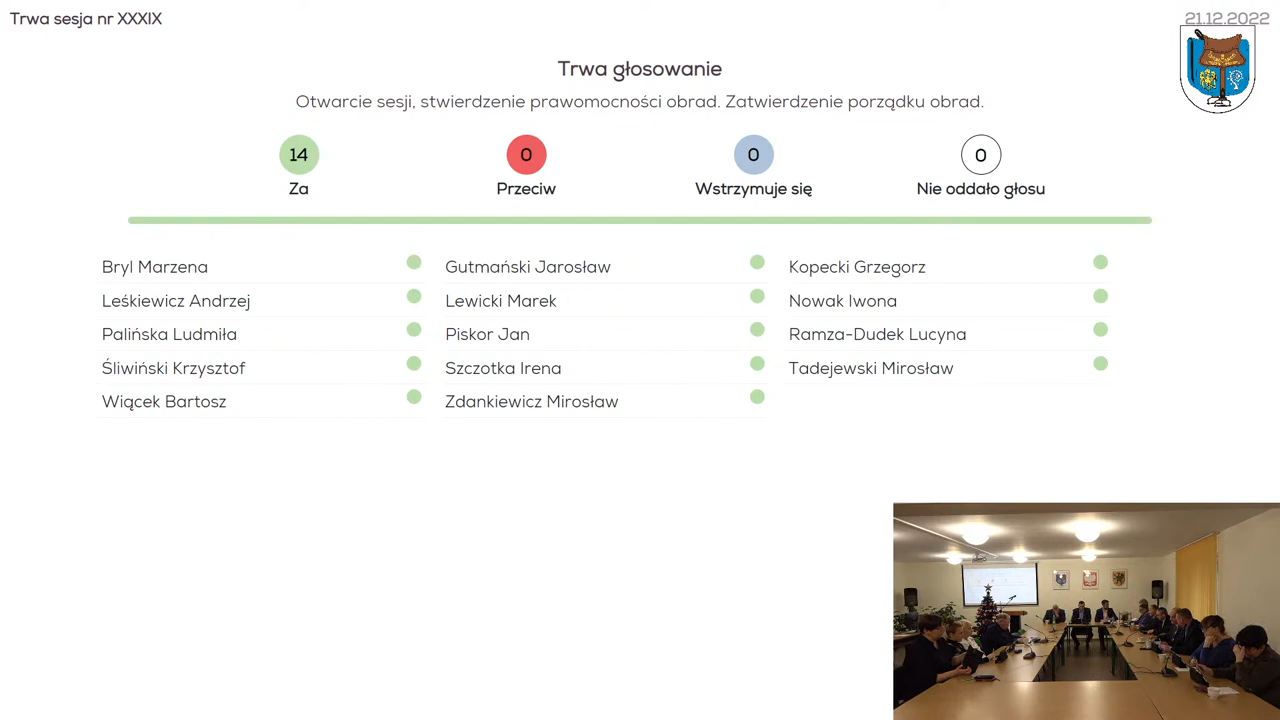 Trwa sesja nr XXXIX
21.12.2022
Trwa głosowanie
Otwarcie sesji, stwierdzenie prawomocności obrad. Zatwierdzenie porządku obrad.
14
0
0
0
Za
Przeciw
Wstrzymuje się
Nie oddało głosu
Bryl Marzena
Gutmański Jarosław
Kopecki Grzegorz
Leśkiewicz Andrzej
Lewicki Marek
Nowak Iwona
Palińska Ludmiła
Piskor Jan
Ramza-Dudek Lucyna
Śliwiński Krzysztof
Szczotka Irena
Tadejewski Mirosław
Wiącek Bartosz
Zdankiewicz Mirosław